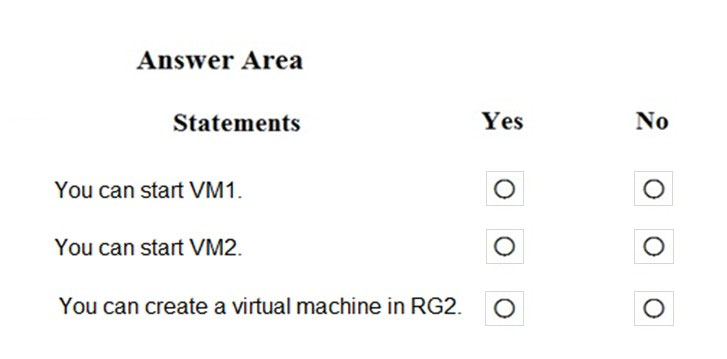 Answer Area
Statements Yes No
You can start VM1.
You can start VM2.
You can create a virtual machine in RG2.